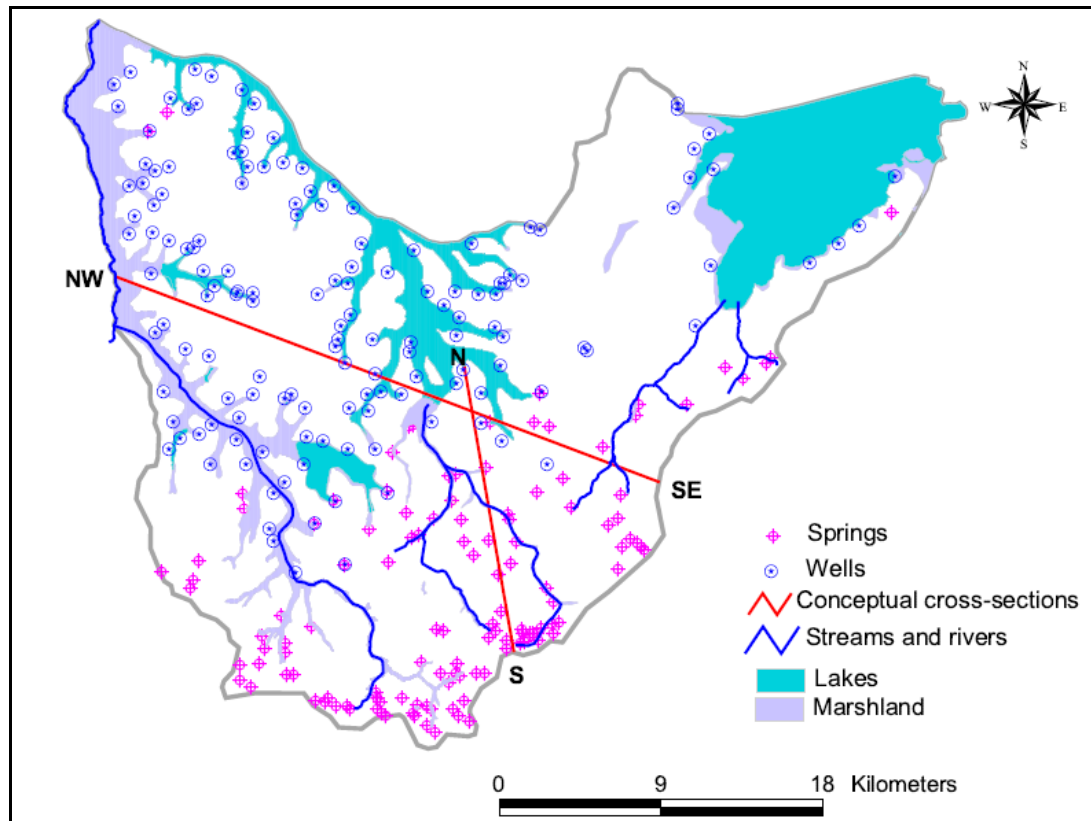 N
W E
S
NW
N
SE
S
Springs
Wells
Conceptual cross-sections
Streams and rivers
Lakes
Marshland
0 9 18 Kilometers